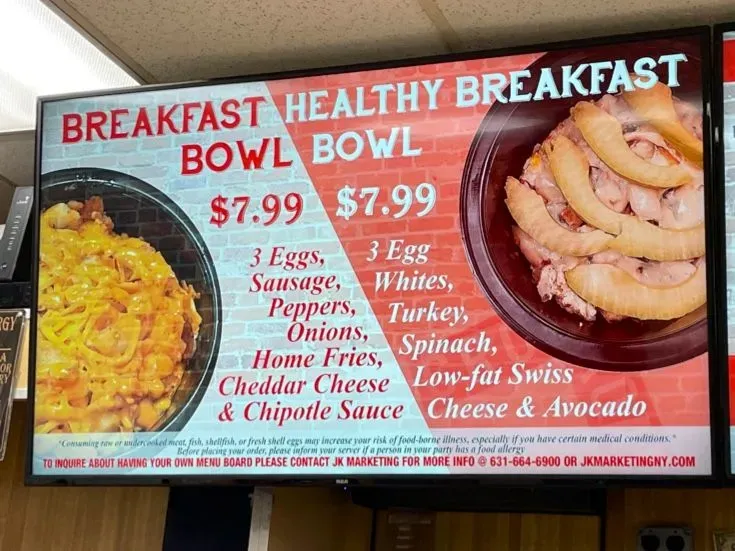 BREAKFAST
BOWL
$7.99
3 Eggs,
Sausage,
Peppers,
Onions,
Home Fries,
Cheddar Cheese
& Chipotle Sauce
HEALTHY BREAKFAST
BOWL
$7.99
3 Egg
Whites,
Turkey,
Spinach,
Low-fat Swiss
Cheese & Avocado
"Consuming raw or undercooked meat, fish, shellfish, or fresh shell eggs may increase your risk of food-borne illness, especially if you have certain medical conditions."
Before placing your order, please inform your server if a person in your party has a food allergy
TO INQUIRE ABOUT HAVING YOUR OWN MENU BOARD PLEASE CONTACT JK MARKETING FOR MORE INFO @ 631-664-6900 OR JKMARKETINGNY.COM
RCA